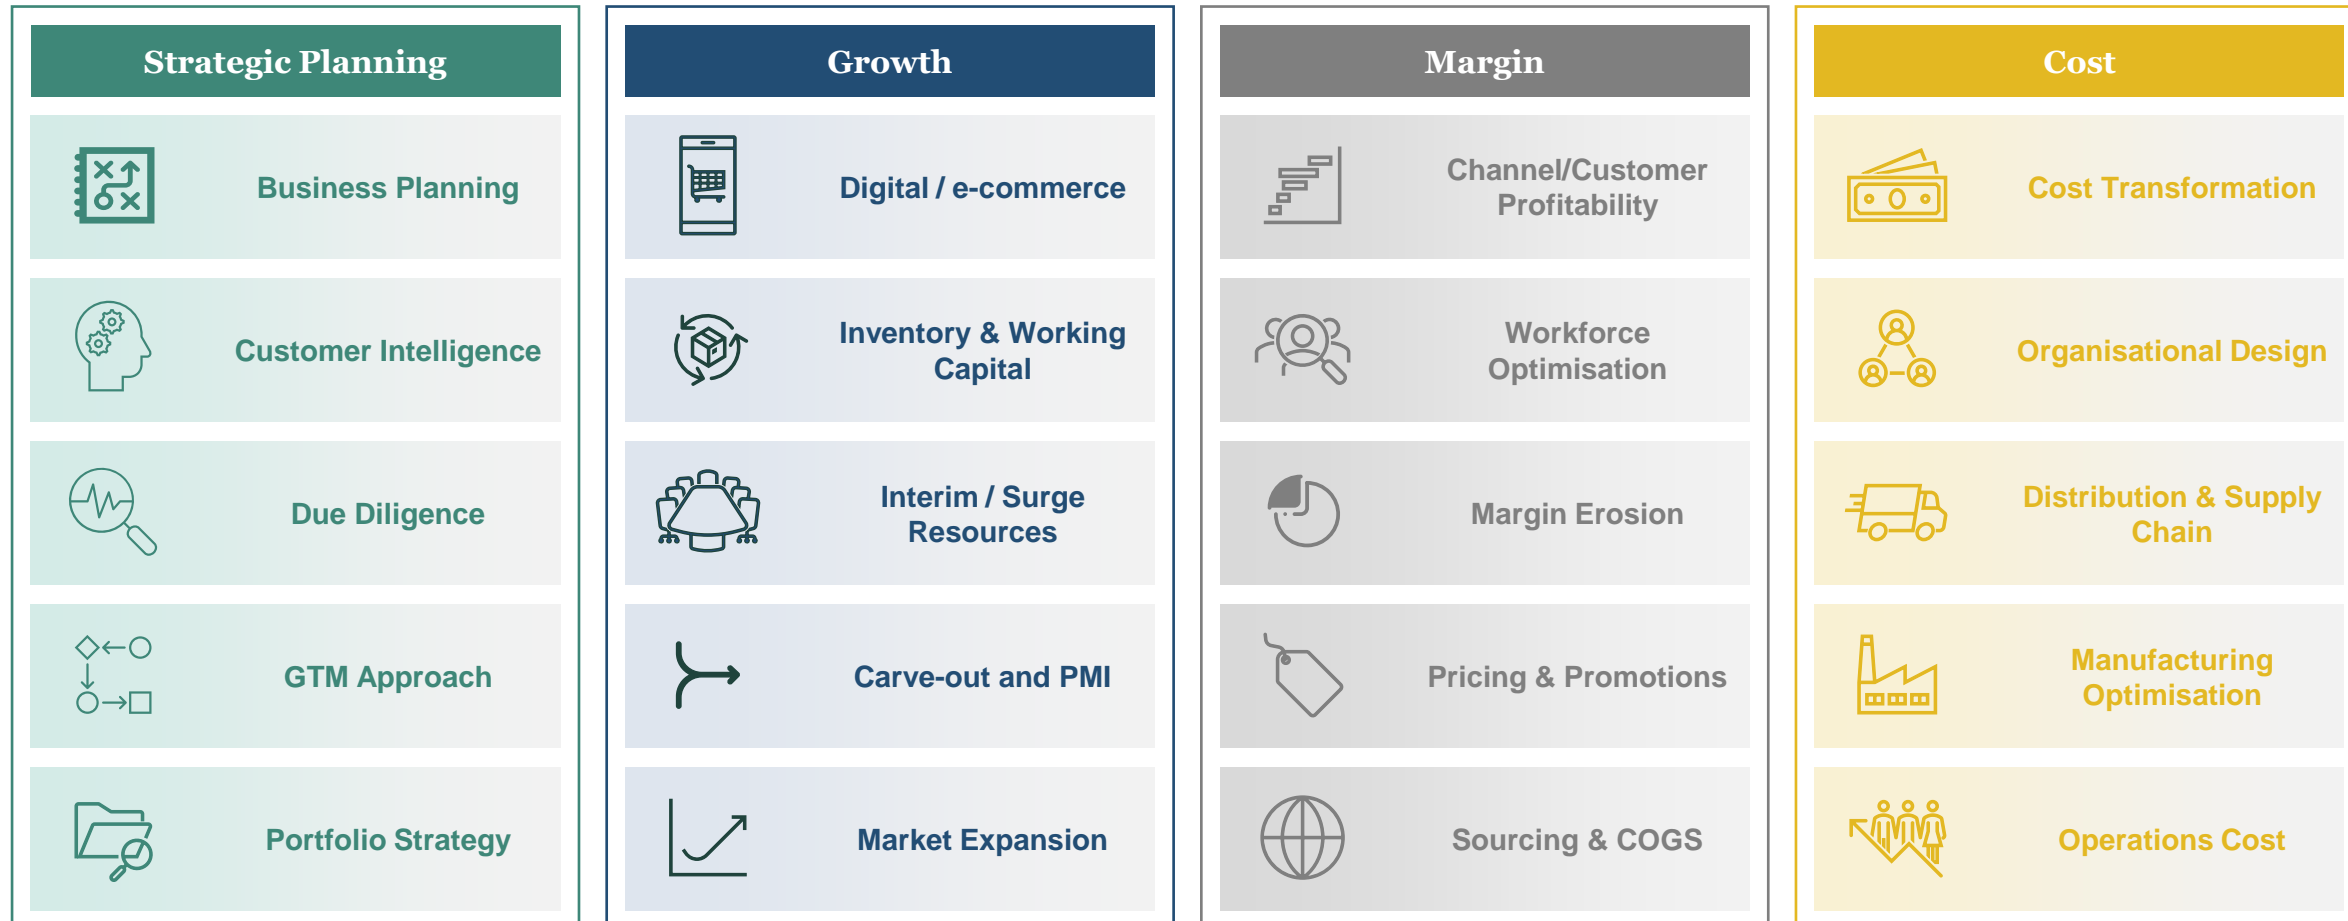 Strategic Planning
Business Planning
Customer Intelligence
Due Diligence
GTM Approach
Portfolio Strategy
Growth
Digital / e-commerce
Inventory & Working
Capital
Interim / Surge
Resources
Carve-out and PMI
Market Expansion
Margin
Channel/Customer
Profitability
Workforce
Optimisation
Margin Erosion
Pricing & Promotions
Sourcing & COGS
Cost
Cost Transformation
Organisational Design
Distribution & Supply
Chain
Manufacturing
Optimisation
Operations Cost